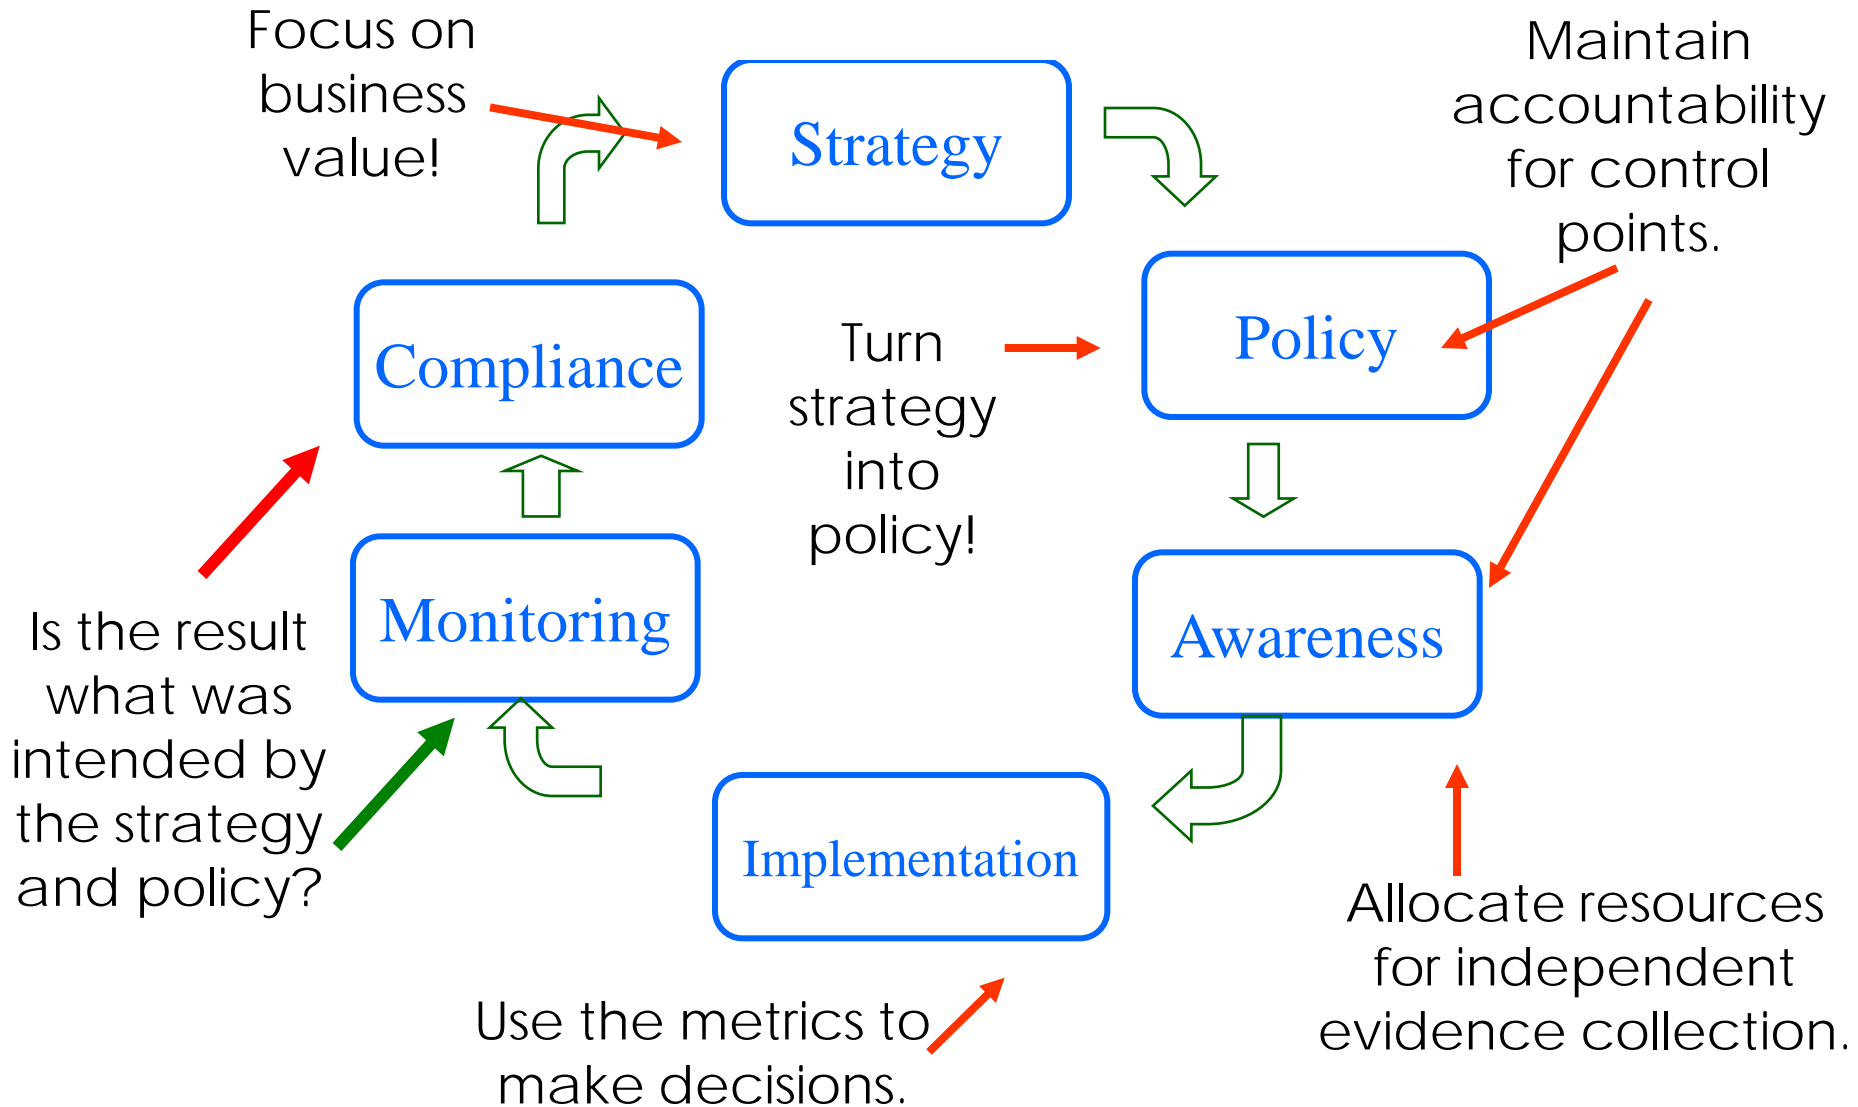 Focus on
business
value!
Strategy
Maintain
accountability
for control
points.
Compliance
Turn
strategy
into
policy!
Policy
Monitoring
Awareness
Is the result
what was
intended by
the strategy
and policy?
Implementation
Allocate resources
for independent
evidence collection.
Use the metrics to
make decisions.